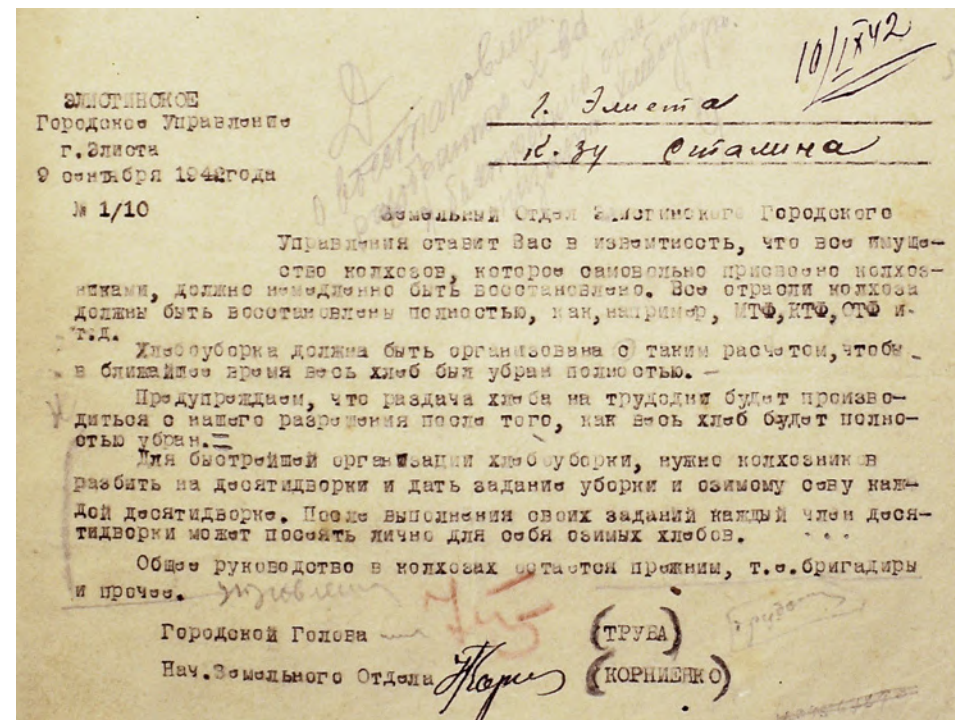 10/IX 42
ЭЛИСТИНСКОЕ
Городское Управление
г.Элиста
9 сентября 1942года
№ 1/10
г. Элиста
к-зу Сталина
Земельный Отдел Элистинского Городского
Управления ставит Вас в известность, что все имуще-
ство колхозов, которое самовольно присвоено колхоз-
никами, должно немедленно быть восстановлено. Все отрасли колхоза
должны быть восстановлены полностью, как,например, МТФ,КТФ,ОТФ и
т.д.
Хлебоуборка должна быть организована с таким расчетом,чтобы
в ближайшее время весь хлеб был убран полностью. -
Предупреждаем, что раздача хлеба на трудодни будет произво-
диться с нашего разрешения после того, как весь хлеб будет полно-
стью убран.=
Для быстрейшей организации хлебоуборки, нужно колхозников
разбить на десятидворки и дать задание уборки и озимому севу каж-
дой десятидворке. После выполнения своих заданий каждый член деся-
тидворки может посеять лично для себя озимых хлебов.
Общее руководство в колхозах остается прежним, т.е.бригадиры
и прочее.
Городской Голова (ТРУБА)
Нач.Земельного Отдела (КОРНИЕНКО)